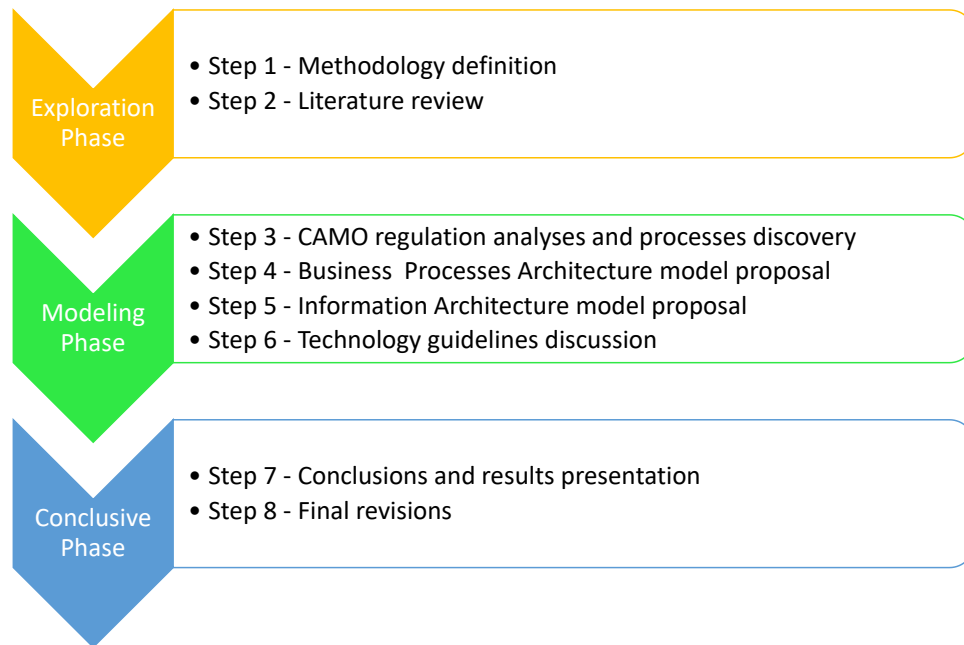 Exploration
Phase
• Step 1 - Methodology definition
• Step 2 - Literature review
Modeling
Phase
• Step 3 - CAMO regulation analyses and processes discovery
• Step 4 - Business  Processes Architecture model proposal
• Step 5 - Information Architecture model proposal
• Step 6 - Technology guidelines discussion
Conclusive
Phase
• Step 7 - Conclusions and results presentation
• Step 8 - Final revisions